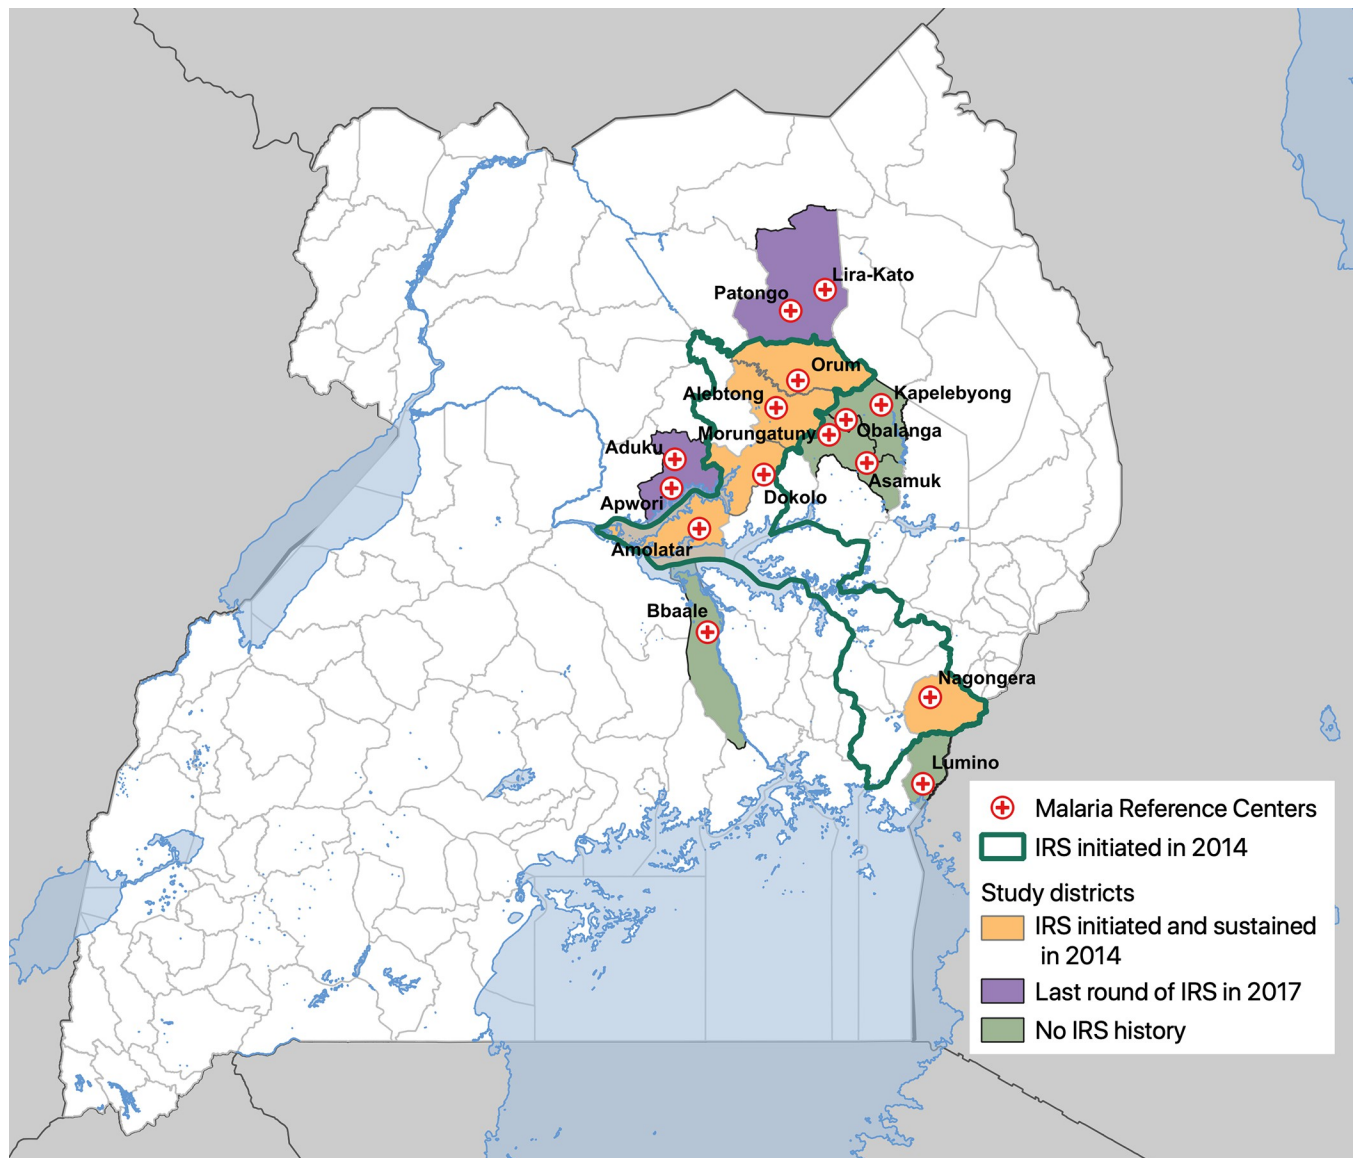 Lira-Kato
Patongo
Orum
Alebtong
Kapelebyong
Morungatuny
Obalanga
Aduku
Asamuk
Apwori
Dokolo
Amolatar
Bbaale
Nagongera
Lumino
Malaria Reference Centers
IRS initiated in 2014
Study districts
IRS initiated and sustained
in 2014
Last round of IRS in 2017
No IRS history